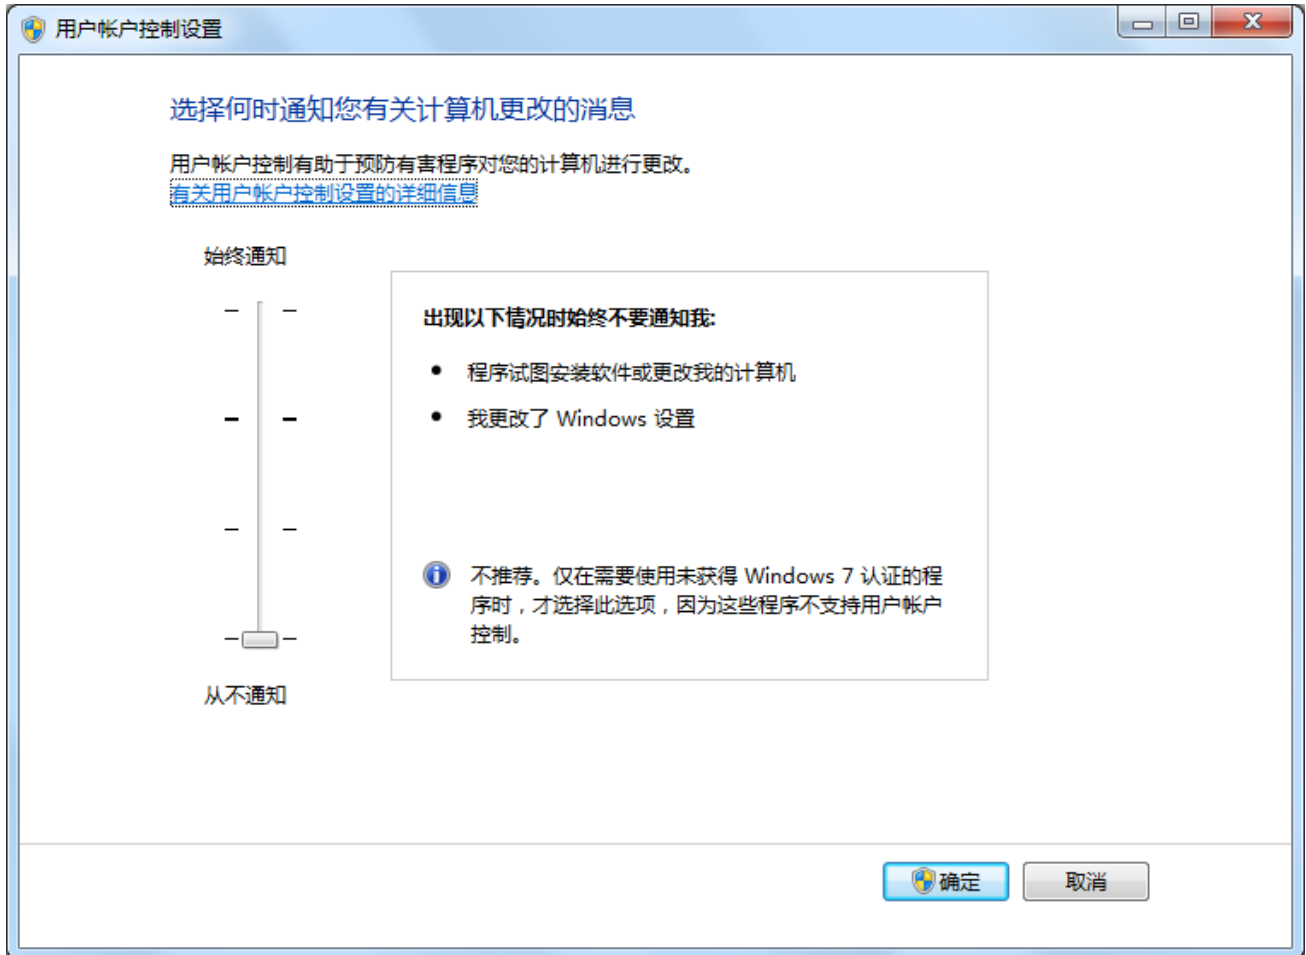 用户帐户控制设置
选择何时通知您有关计算机更改的消息
用户帐户控制有助于预防有害程序对您的计算机进行更改。
有关用户帐户控制设置的详细信息
始终通知
出现以下情况时始终不要通知我:
程序试图安装软件或更改我的计算机
我更改了 Windows 设置
不推荐。仅在需要使用未获得 Windows 7 认证的程
序时，才选择此选项，因为这些程序不支持用户帐户
控制。
从不通知
确定
取消